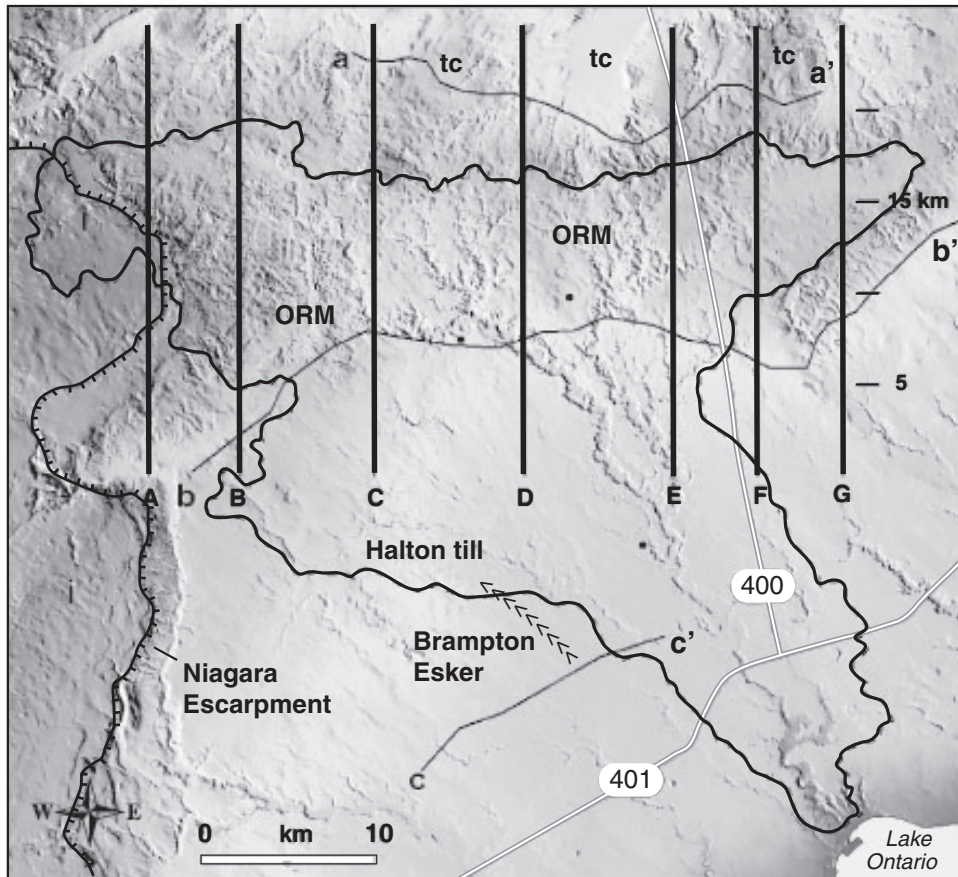 a
tc
tc
tc
a'
15 km
ORM
b'
ORM
5
A
b
B
C
D
E
F
G
Halton till
400
Brampton
Esker
c'
Niagara
Escarpment
c
401
W
E
0 km 10
Lake
Ontario